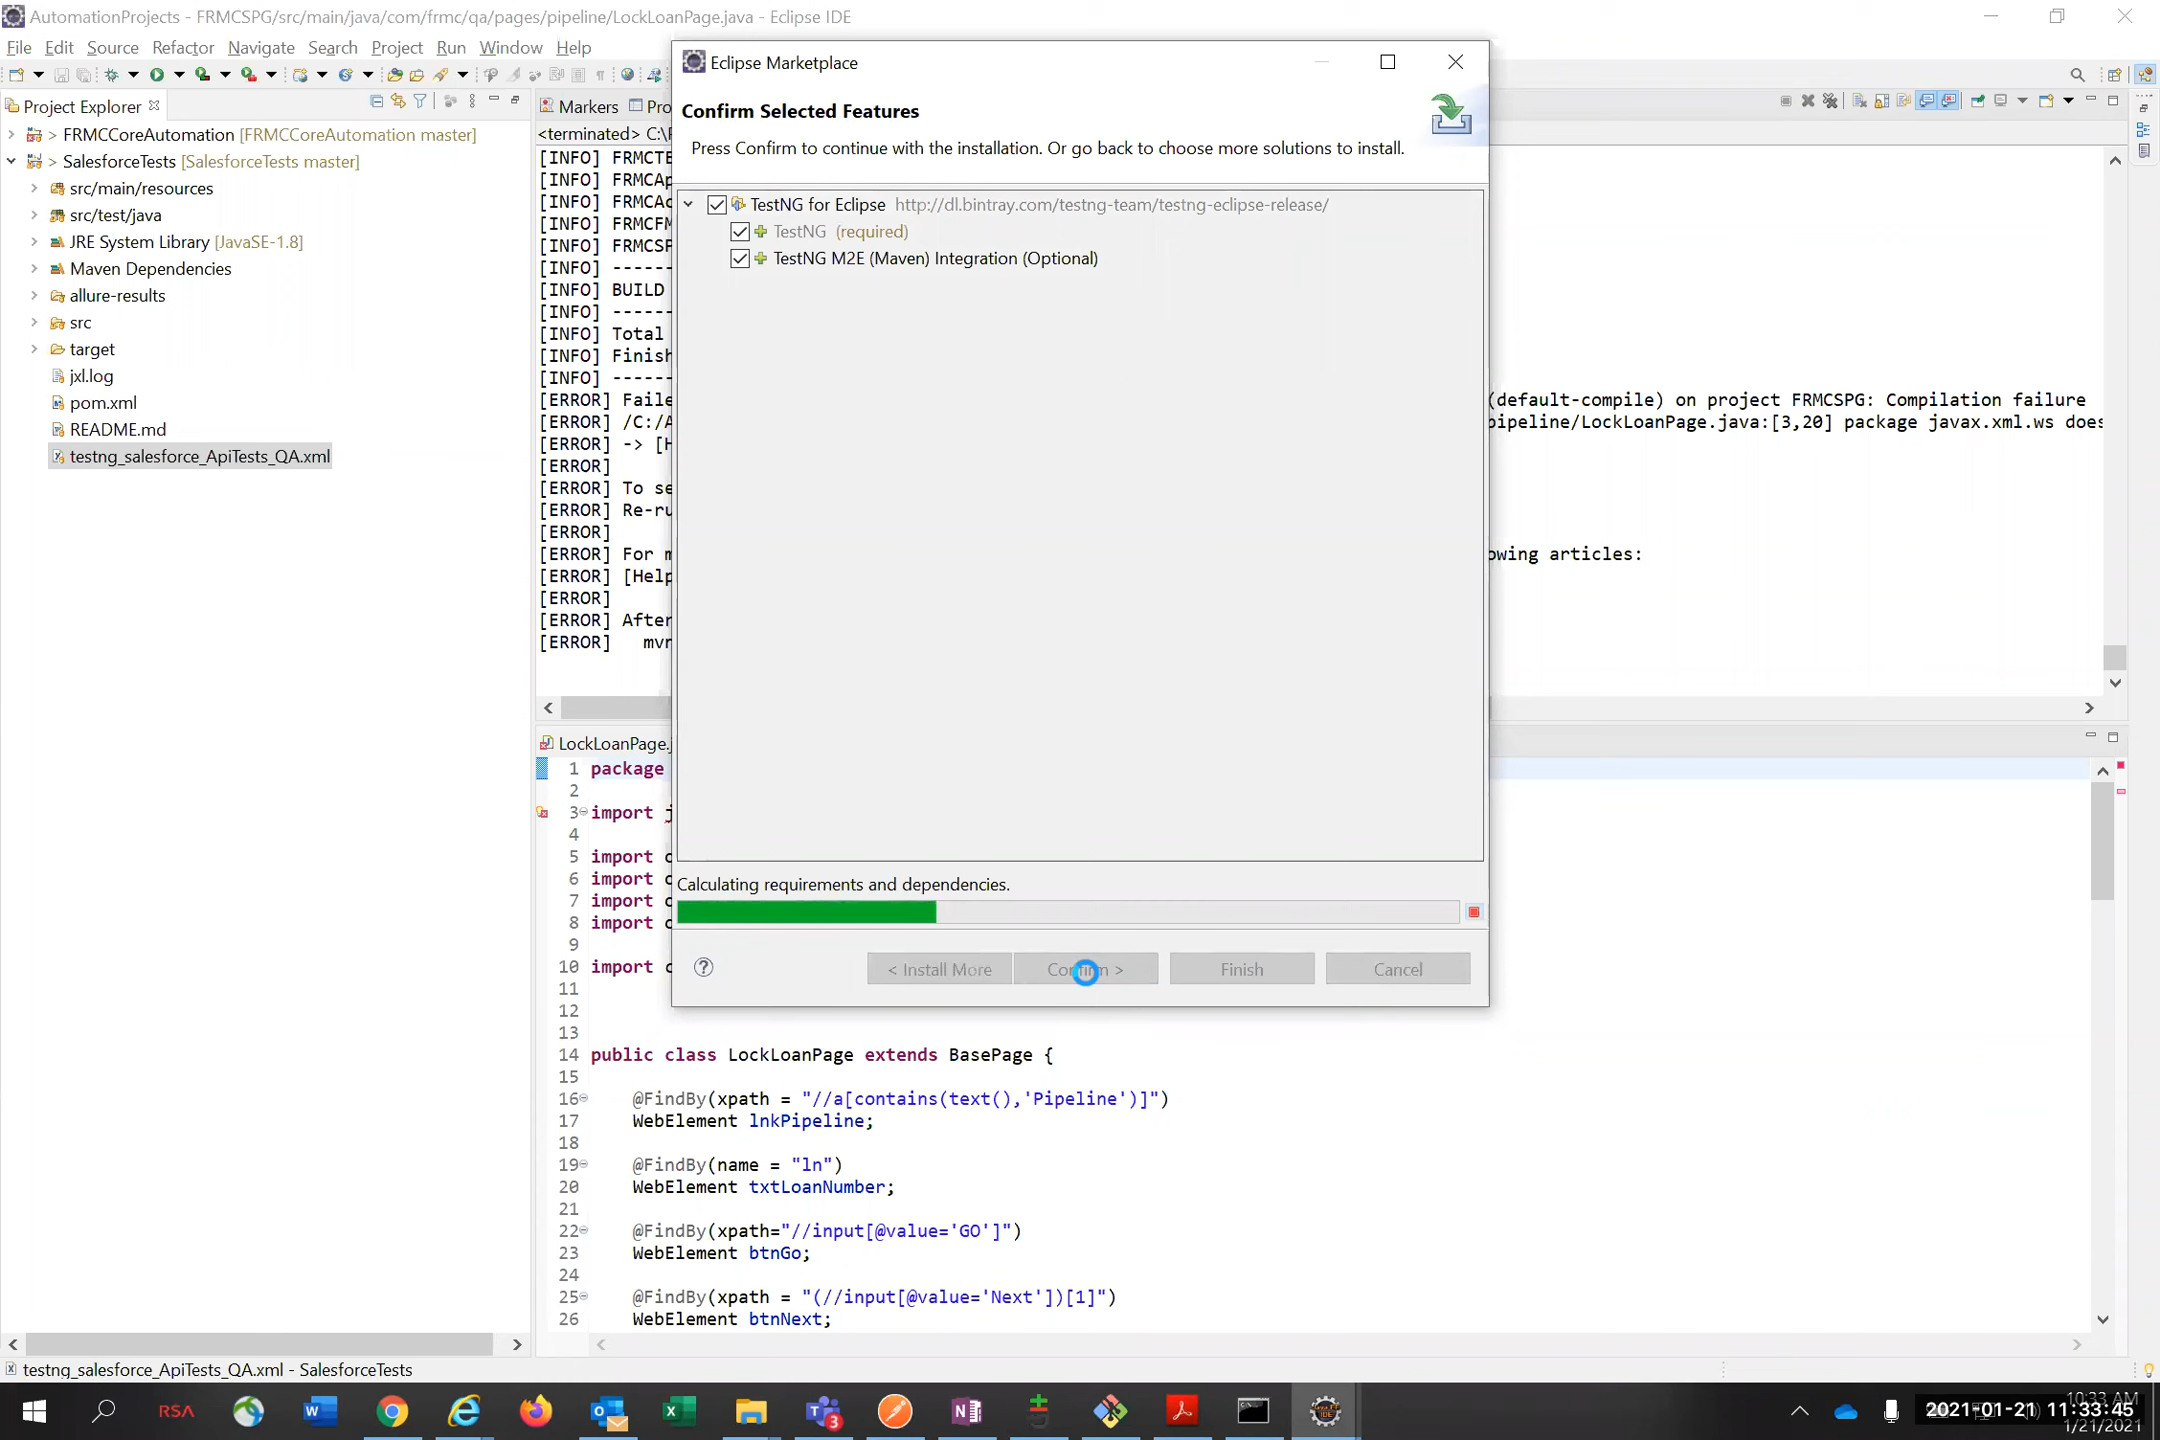 AutomationProjects - FRMCSPG/src/main/java/com/frmc/qa/pages/pipeline/LockLoanPage.java - Eclipse IDE
File Edit Source Refactor Navigate Search Project Run Window Help
Project Explorer
> FRMCCoreAutomation [FRMCCoreAutomation master]
> SalesforceTests [SalesforceTests master]
src/main/resources
src/test/java
JRE System Library [JavaSE-1.8]
Maven Dependencies
allure-results
src
target
jxl.log
pom.xml
README.md
testng_salesforce_ApiTests_QA.xml
Markers
<terminated> C:\
[INFO] FRMCTE
[INFO] FRMCAp
[INFO] FRMCAc
[INFO] FRMCFM
[INFO] FRMCSP
[INFO] ------
[INFO] BUILD
[INFO] ------
[INFO] Total
[INFO] Finish
[INFO] ------
[ERROR] Faile (default-compile) on project FRMCSPG: Compilation failure
[ERROR] /C:/A pipeline/LockLoanPage.java:[3,20] package javax.xml.ws does
[ERROR] -> [H
[ERROR]
[ERROR] To se
[ERROR] Re-ru
[ERROR]
[ERROR] For m owing articles:
[ERROR] [Help
[ERROR]
[ERROR] After
[ERROR] mvn
Eclipse Marketplace
Confirm Selected Features
Press Confirm to continue with the installation. Or go back to choose more solutions to install.
TestNG for Eclipse http://dl.bintray.com/testng-team/testng-eclipse-release/
TestNG (required)
TestNG M2E (Maven) Integration (Optional)
Calculating requirements and dependencies.
< Install More Confirm > Finish Cancel
LockLoanPage.j
1 package
2
3 import j
4
5 import o
6 import o
7 import o
8 import o
9
10 import c
11
12
13
14 public class LockLoanPage extends BasePage {
15
16 @FindBy(xpath = "//a[contains(text(),'Pipeline')]")
17 WebElement lnkPipeline;
18
19 @FindBy(name = "ln")
20 WebElement txtLoanNumber;
21
22 @FindBy(xpath="//input[@value='GO']")
23 WebElement btnGo;
24
25 @FindBy(xpath = "(//input[@value='Next'])[1]")
26 WebElement btnNext;
testng_salesforce_ApiTests_QA.xml - SalesforceTests
RSA
10:33 AM
2021-01-21 11:33:45
1/21/2021